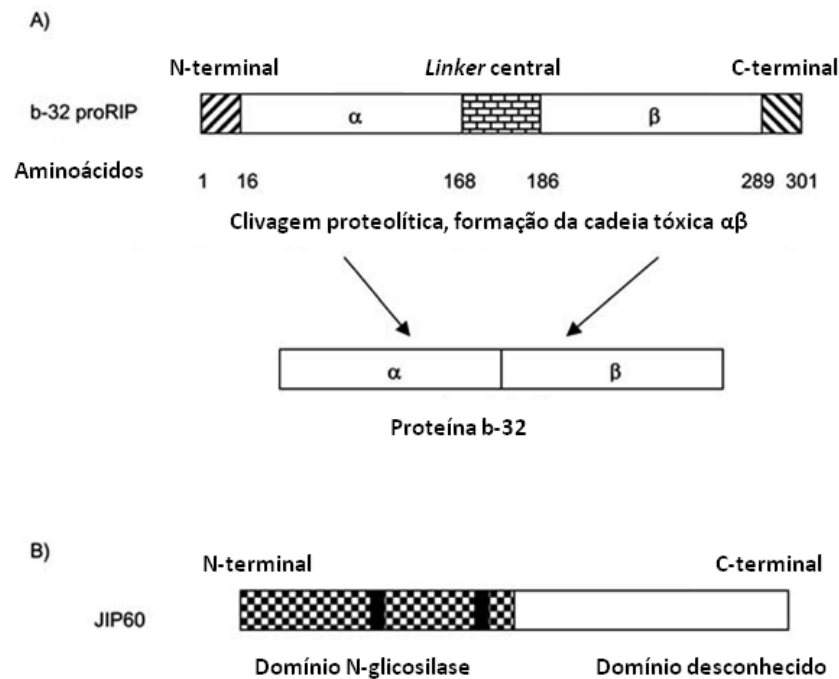 A)
N-terminal Linker central C-terminal
b-32 proRIP α β
Aminoácidos 1 16 168 186 289 301
Clivagem proteolítica, formação da cadeia tóxica αβ
α β
Proteína b-32
B)
N-terminal C-terminal
JIP60
Domínio N-glicosilase Domínio desconhecido